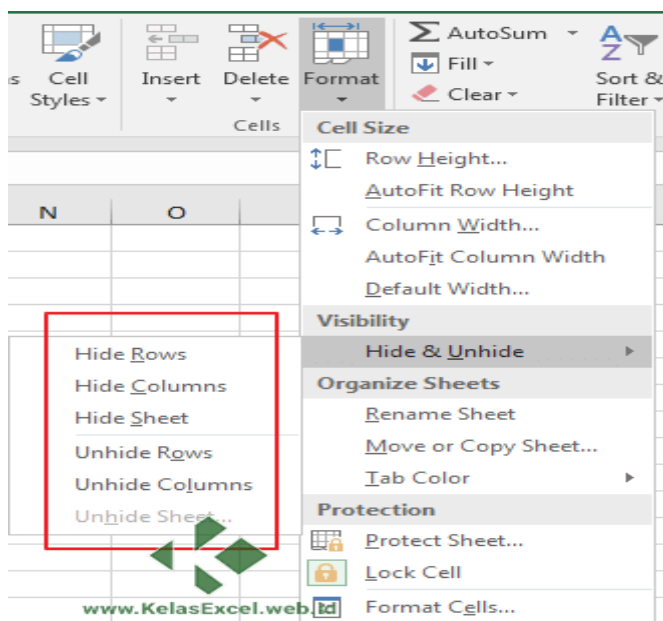 s Cell Styles
Insert
Delete
Format
Cells
AutoSum
Fill
Clear
Sort & Filter
N
O
Cell Size
Row Height...
AutoFit Row Height
Column Width...
AutoFit Column Width
Default Width...
Visibility
Hide & Unhide
Hide Rows
Hide Columns
Hide Sheet
Unhide Rows
Unhide Columns
Unhide Sheet...
Organize Sheets
Rename Sheet
Move or Copy Sheet...
Tab Color
Protection
Protect Sheet...
Lock Cell
Format Cells...
www.KelasExcel.web.id